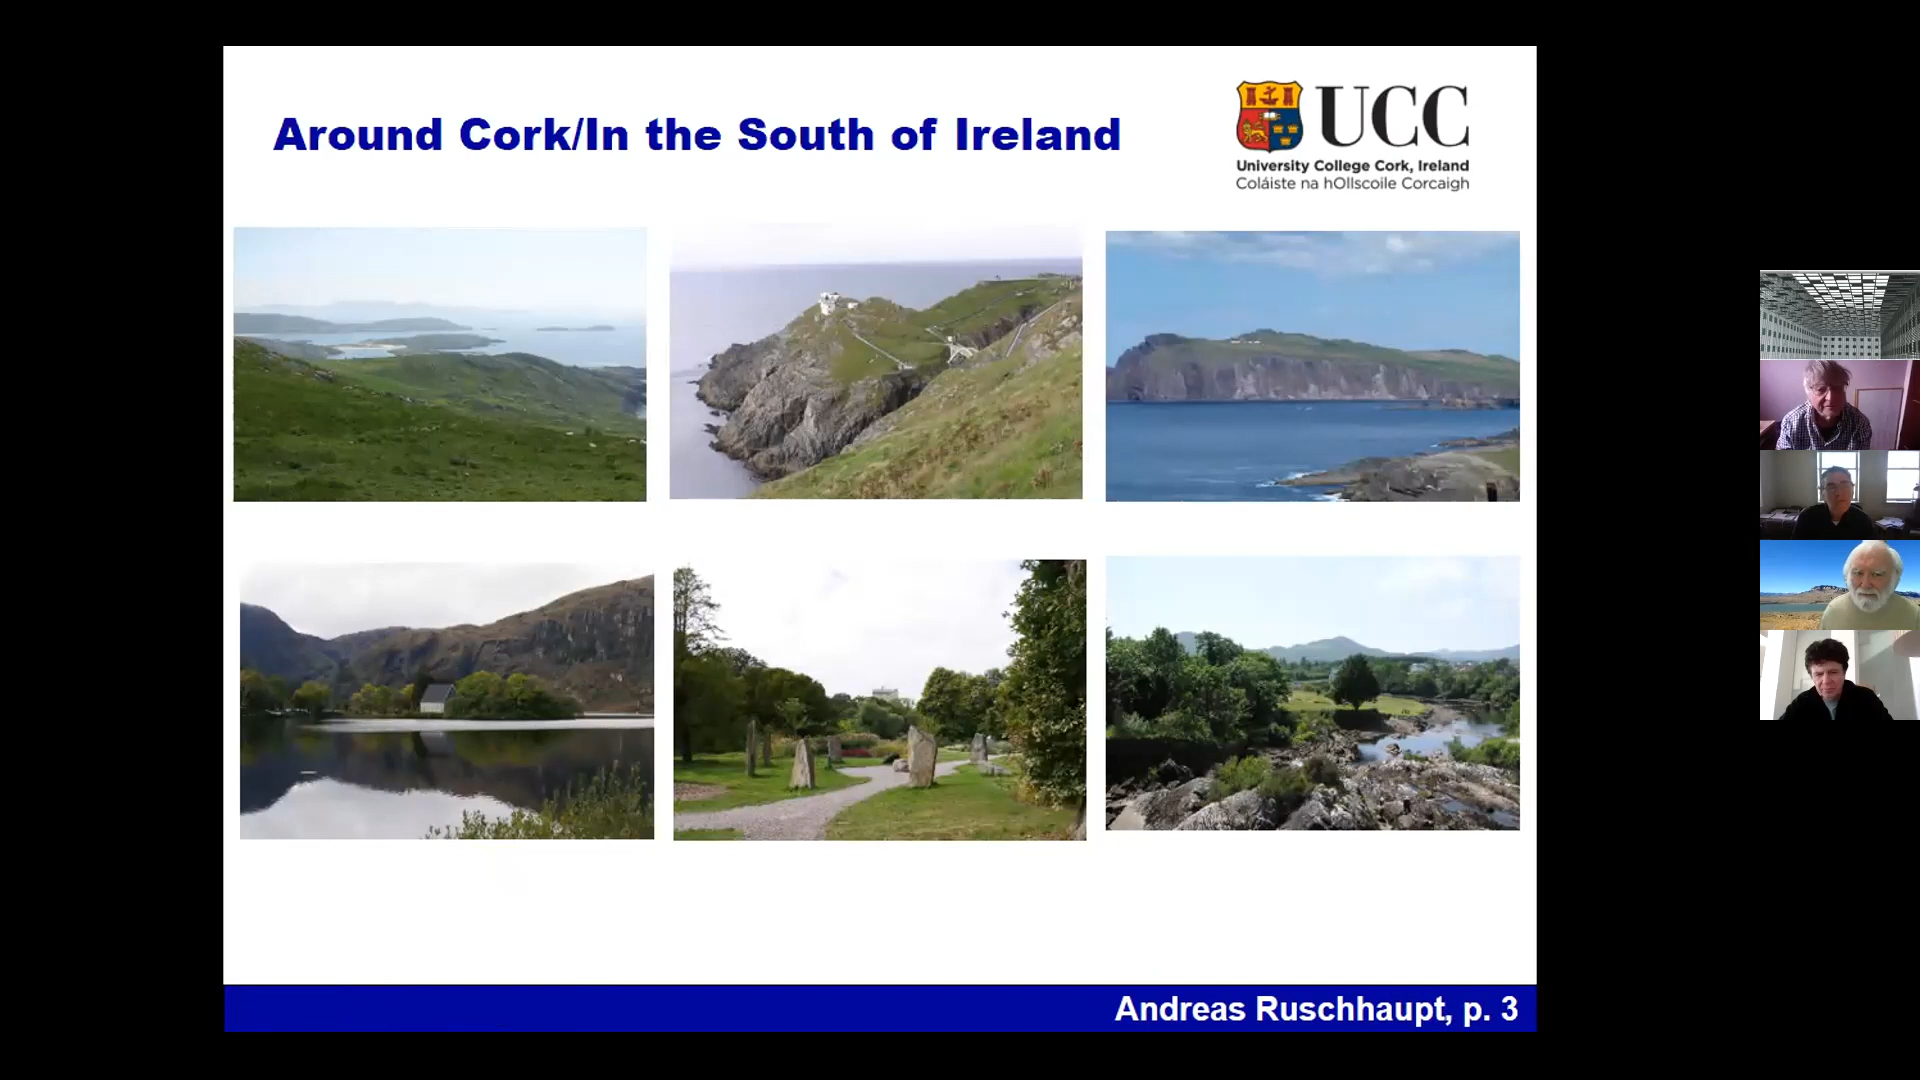 Around Cork/In the South of Ireland
UCC
University College Cork, Ireland
Coláiste na hOllscoile Corcaigh
Andreas Ruschhaupt, p. 3